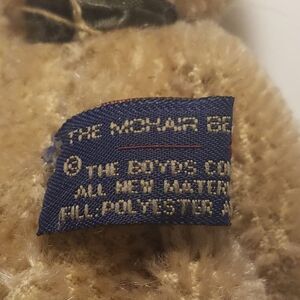 THE MOHAIR BE
© THE BOYDS CO
ALL NEW MATER
FILL: POLYESTER A